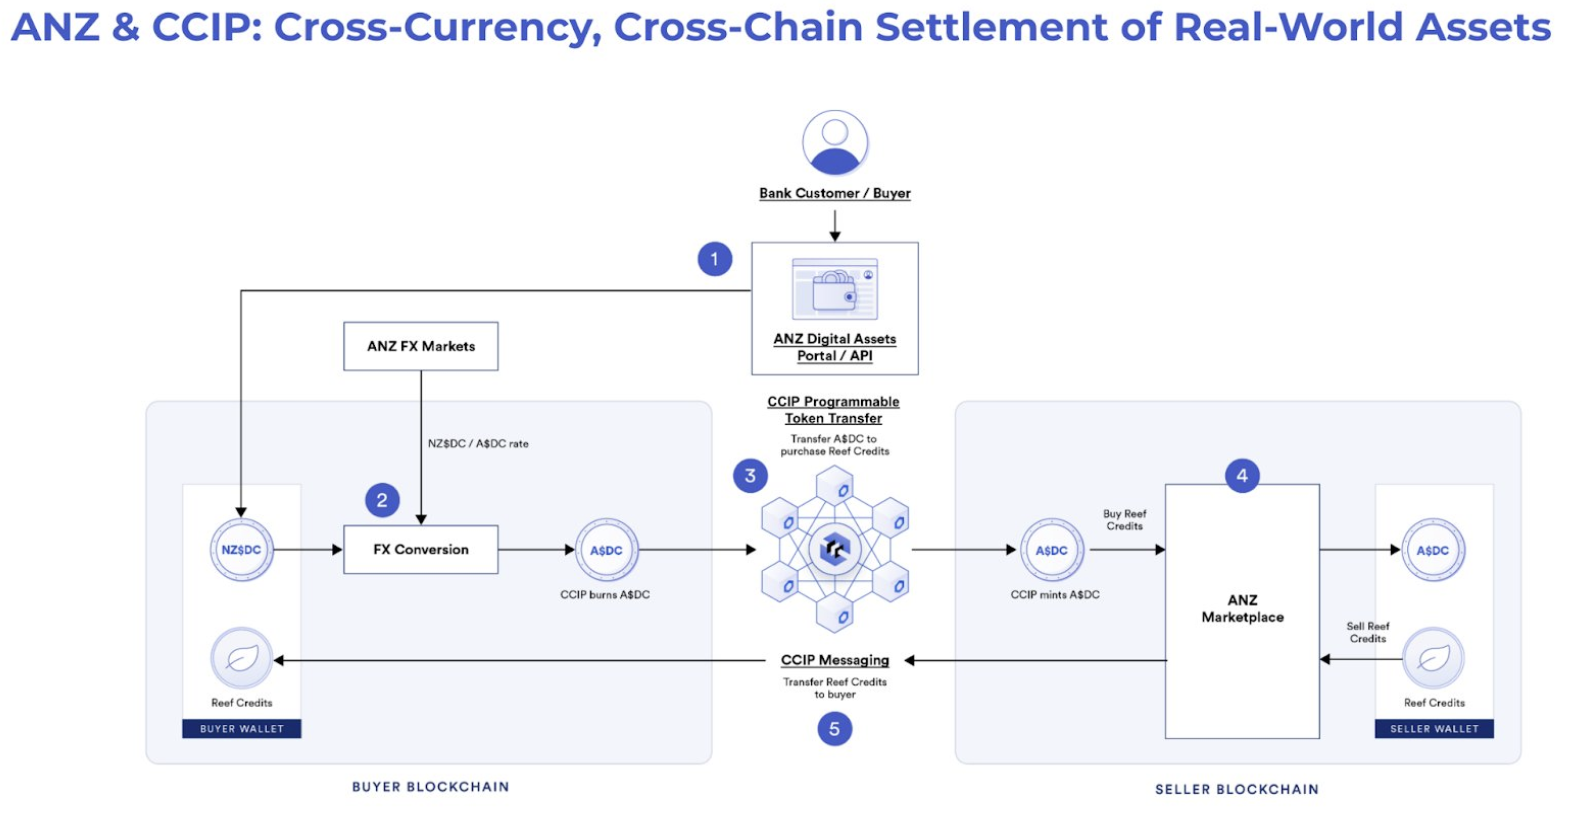 ANZ & CCIP: Cross-Currency, Cross-Chain Settlement of Real-World Assets
Bank Customer / Buyer
1
ANZ Digital Assets
Portal / API
ANZ FX Markets
NZ$DC / A$DC rate
CCIP Programmable
Token Transfer
Transfer A$DC to
purchase Reef Credits
2
3
4
NZ$DC
FX Conversion
A$DC
CCIP burns A$DC
A$DC
CCIP mints A$DC
Buy Reef
Credits
ANZ
Marketplace
A$DC
Sell Reef
Credits
Reef Credits
BUYER WALLET
CCIP Messaging
Transfer Reef Credits
to buyer
5
Reef Credits
SELLER WALLET
BUYER BLOCKCHAIN
SELLER BLOCKCHAIN